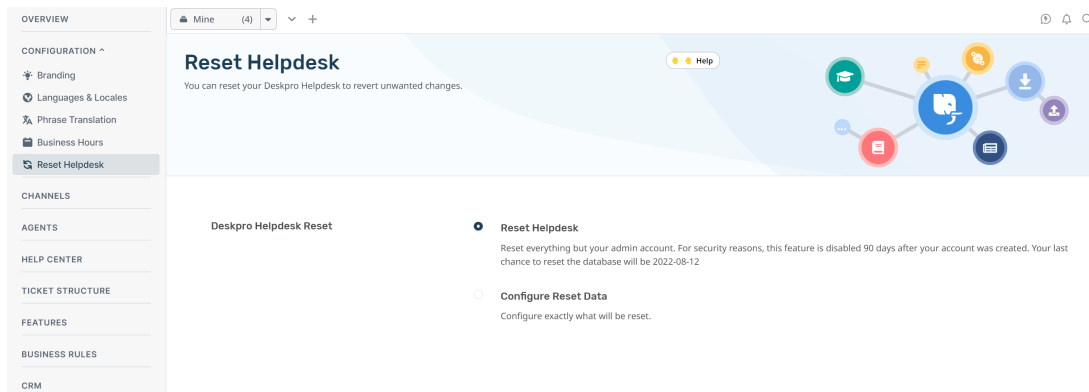 OVERVIEW
CONFIGURATION ^
Branding
Languages & Locales
Phrase Translation
Business Hours
Reset Helpdesk
CHANNELS
AGENTS
HELP CENTER
TICKET STRUCTURE
FEATURES
BUSINESS RULES
CRM
Mine (4)
Reset Helpdesk
Help
You can reset your Deskpro Helpdesk to revert unwanted changes.
Deskpro Helpdesk Reset
Reset Helpdesk
Reset everything but your admin account. For security reasons, this feature is disabled 90 days after your account was created. Your last
chance to reset the database will be 2022-08-12
Configure Reset Data
Configure exactly what will be reset.